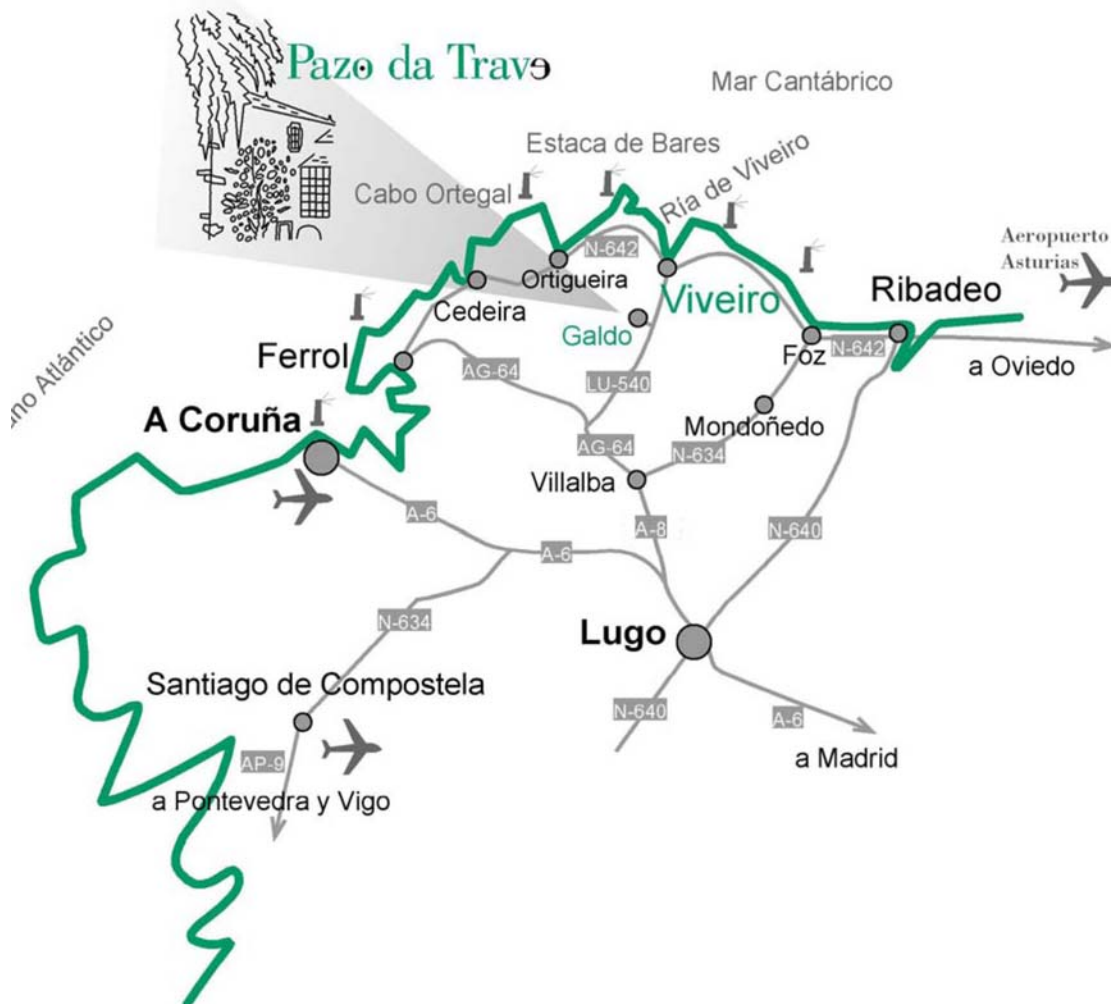 Pazo da Trave
Mar Cantábrico
Estaca de Bares
Cabo Ortegal
Ría de Viveiro
N-642
Aeropuerto
Asturias
Ortigueira
Cedeira
Viveiro
Ribadeo
Galdo
Ferrol
Foz
N-642
a Oviedo
Atlántico
AG-64
LU-540
A Coruña
Mondoñedo
AG-64
N-634
Villalba
A-6
A-8
A-6
N-640
N-634
Lugo
Santiago de Compostela
N-640
A-6
AP-9
a Madrid
a Pontevedra y Vigo